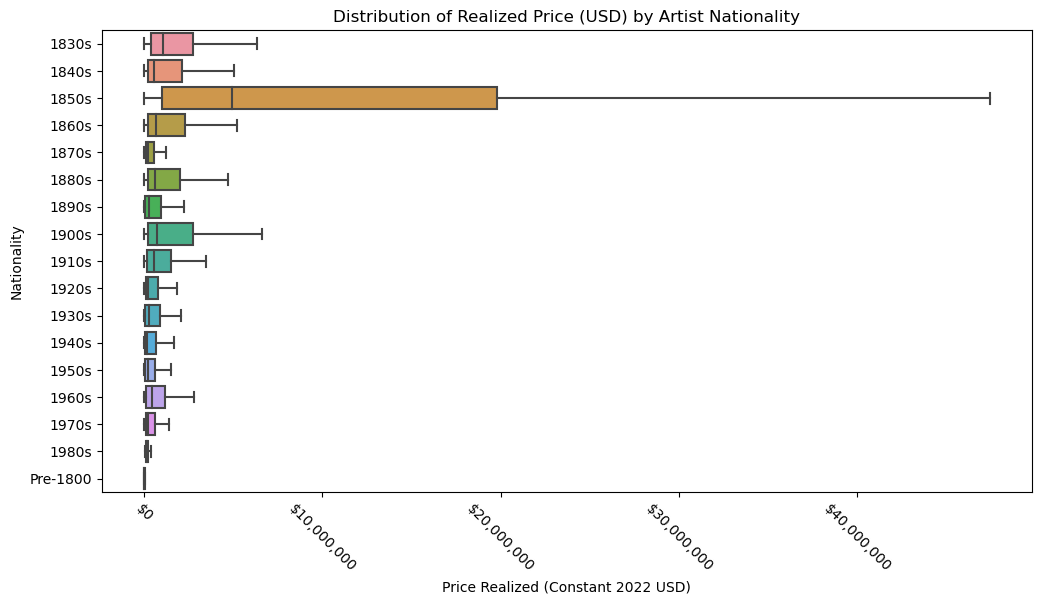 Distribution of Realized Price (USD) by Artist Nationality
Nationality
1830s
1840s
1850s
1860s
1870s
1880s
1890s
1900s
1910s
1920s
1930s
1940s
1950s
1960s
1970s
1980s
Pre-1800
$0
$10,000,000
$20,000,000
$30,000,000
$40,000,000
Price Realized (Constant 2022 USD)